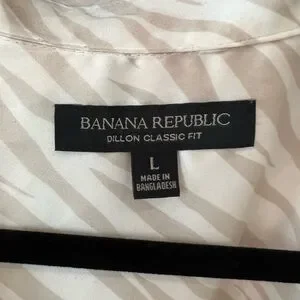 BANANA REPUBLIC
DILLON CLASSIC FIT
L
MADE IN
BANGLADESH